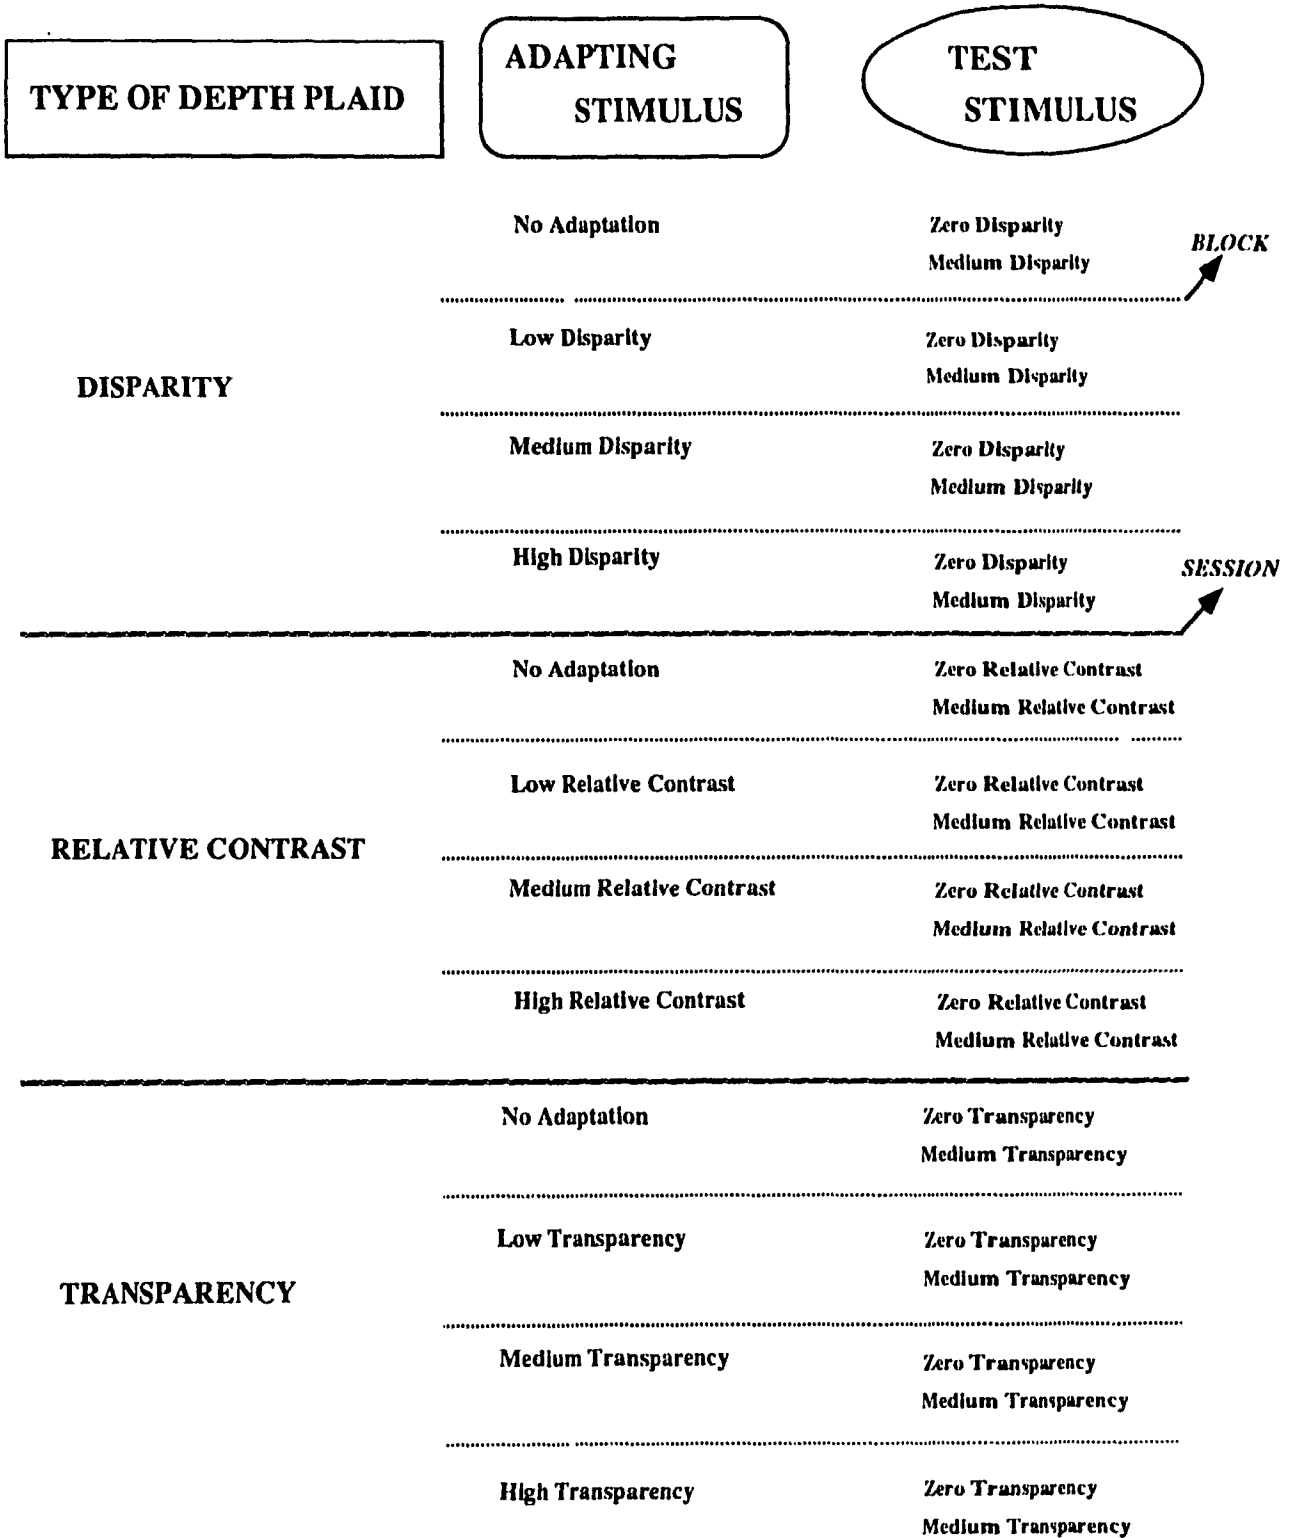 TYPE OF DEPTH PLAID
ADAPTING
STIMULUS
TEST
STIMULUS
No Adaptation
Zero Disparity
Medium Disparity
BLOCK
Low Disparity
Zero Disparity
Medium Disparity
DISPARITY
Medium Disparity
Zero Disparity
Medium Disparity
High Disparity
Zero Disparity
Medium Disparity
SESSION
No Adaptation
Zero Relative Contrast
Medium Relative Contrast
Low Relative Contrast
Zero Relative Contrast
Medium Relative Contrast
RELATIVE CONTRAST
Medium Relative Contrast
Zero Relative Contrast
Medium Relative Contrast
High Relative Contrast
Zero Relative Contrast
Medium Relative Contrast
No Adaptation
Zero Transparency
Medium Transparency
Low Transparency
Zero Transparency
Medium Transparency
TRANSPARENCY
Medium Transparency
Zero Transparency
Medium Transparency
High Transparency
Zero Transparency
Medium Transparency